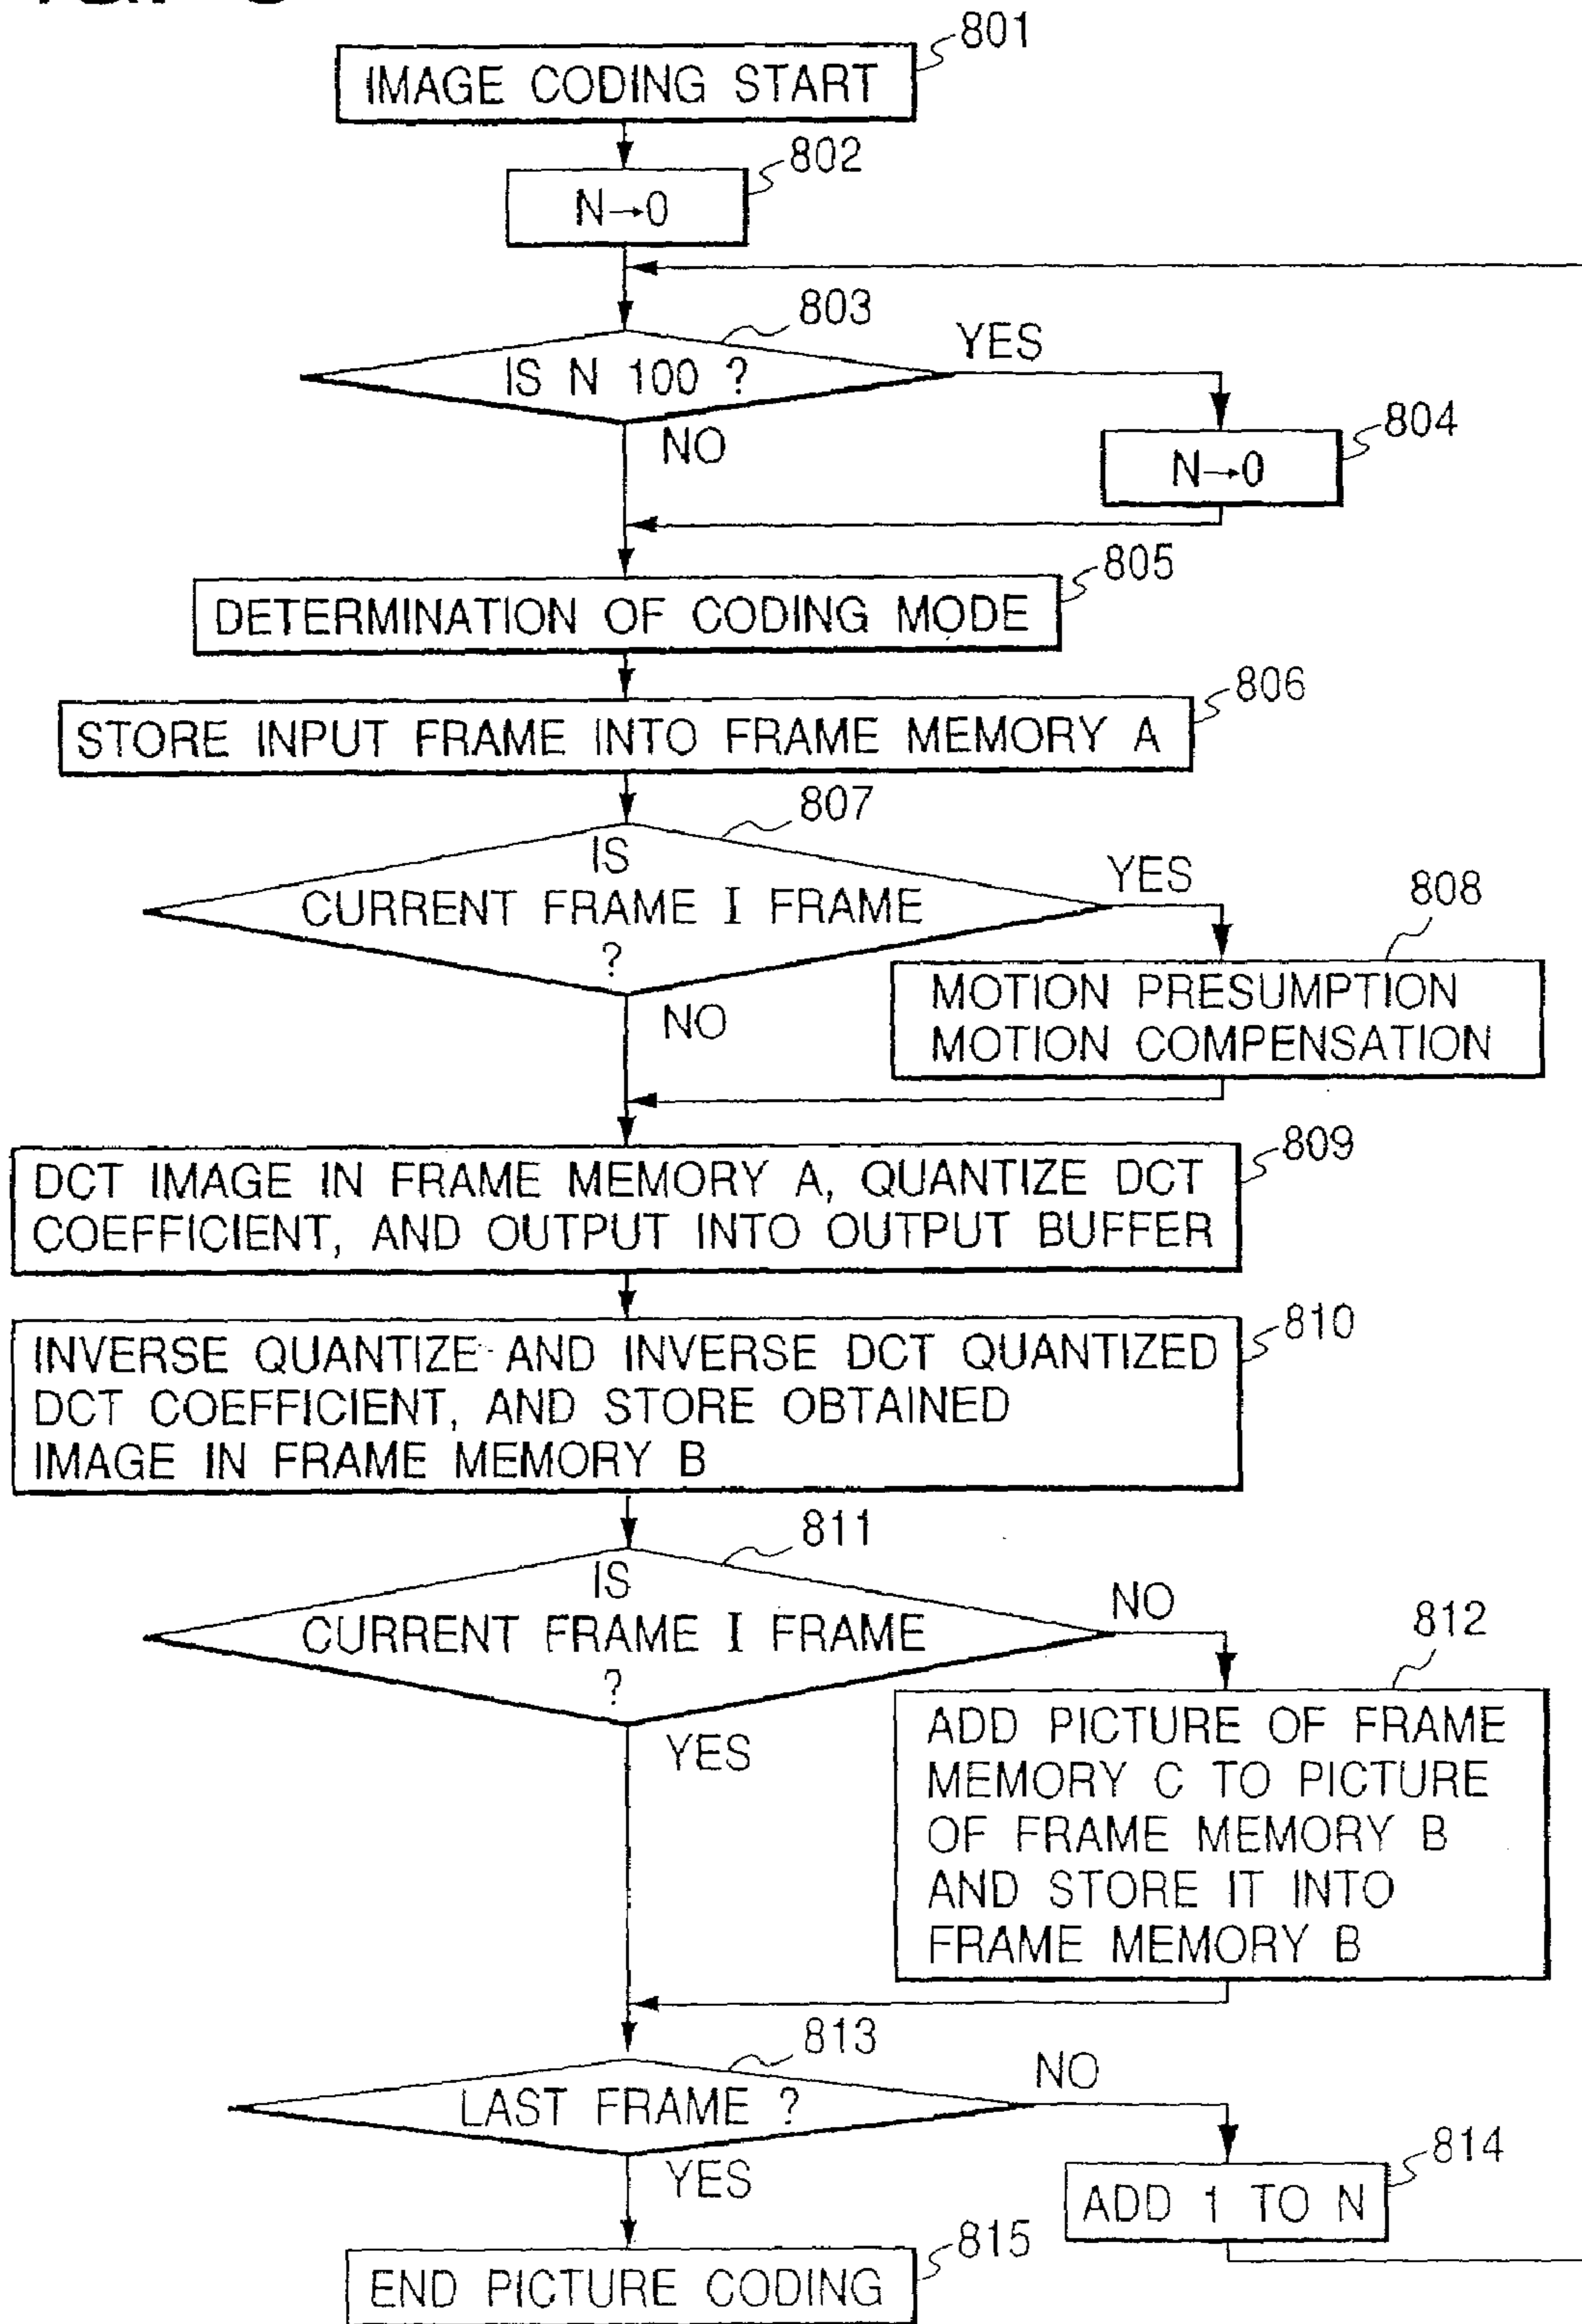 801
IMAGE CODING START
802
N→0
803
IS N 100 ?
YES
NO
804
N→0
805
DETERMINATION OF CODING MODE
806
STORE INPUT FRAME INTO FRAME MEMORY A
807
IS
CURRENT FRAME I FRAME
?
YES
NO
808
MOTION PRESUMPTION
MOTION COMPENSATION
809
DCT IMAGE IN FRAME MEMORY A, QUANTIZE DCT
COEFFICIENT, AND OUTPUT INTO OUTPUT BUFFER
810
INVERSE QUANTIZE AND INVERSE DCT QUANTIZED
DCT COEFFICIENT, AND STORE OBTAINED
IMAGE IN FRAME MEMORY B
811
IS
CURRENT FRAME I FRAME
?
NO
YES
812
ADD PICTURE OF FRAME
MEMORY C TO PICTURE
OF FRAME MEMORY B
AND STORE IT INTO
FRAME MEMORY B
813
LAST FRAME ?
NO
YES
814
ADD 1 TO N
815
END PICTURE CODING